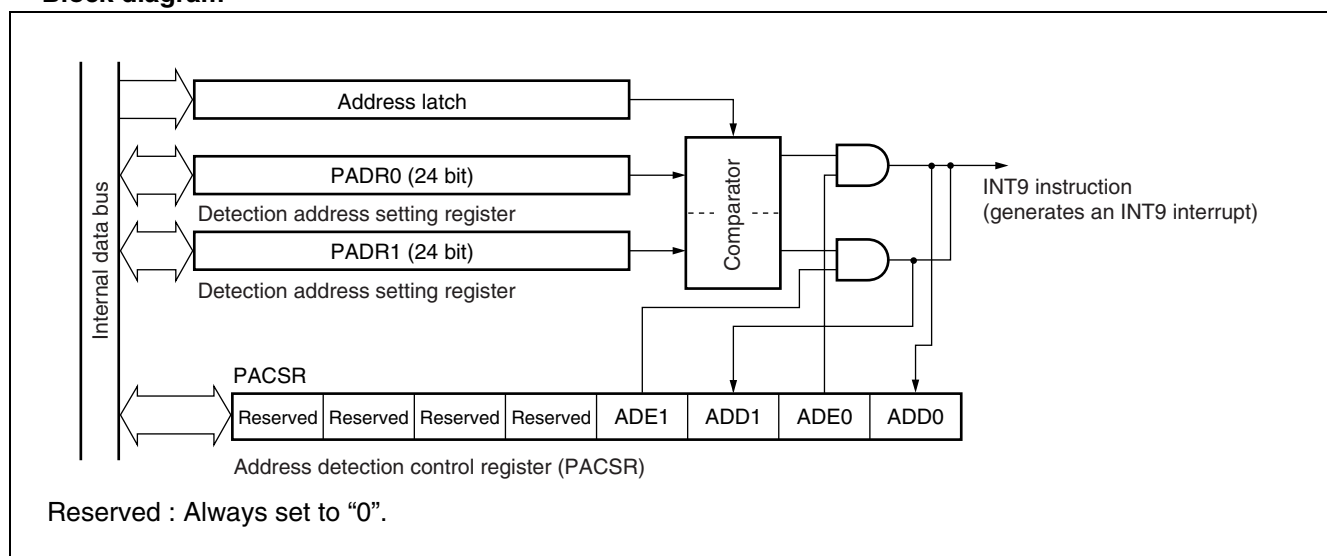 Block diagram
Address latch
PADR0 (24 bit)
Detection address setting register
PADR1 (24 bit)
Detection address setting register
Internal data bus
Comparator
INT9 instruction
(generates an INT9 interrupt)
PACSR
Reserved Reserved Reserved Reserved ADE1 ADD1 ADE0 ADD0
Address detection control register (PACSR)
Reserved : Always set to “0”.